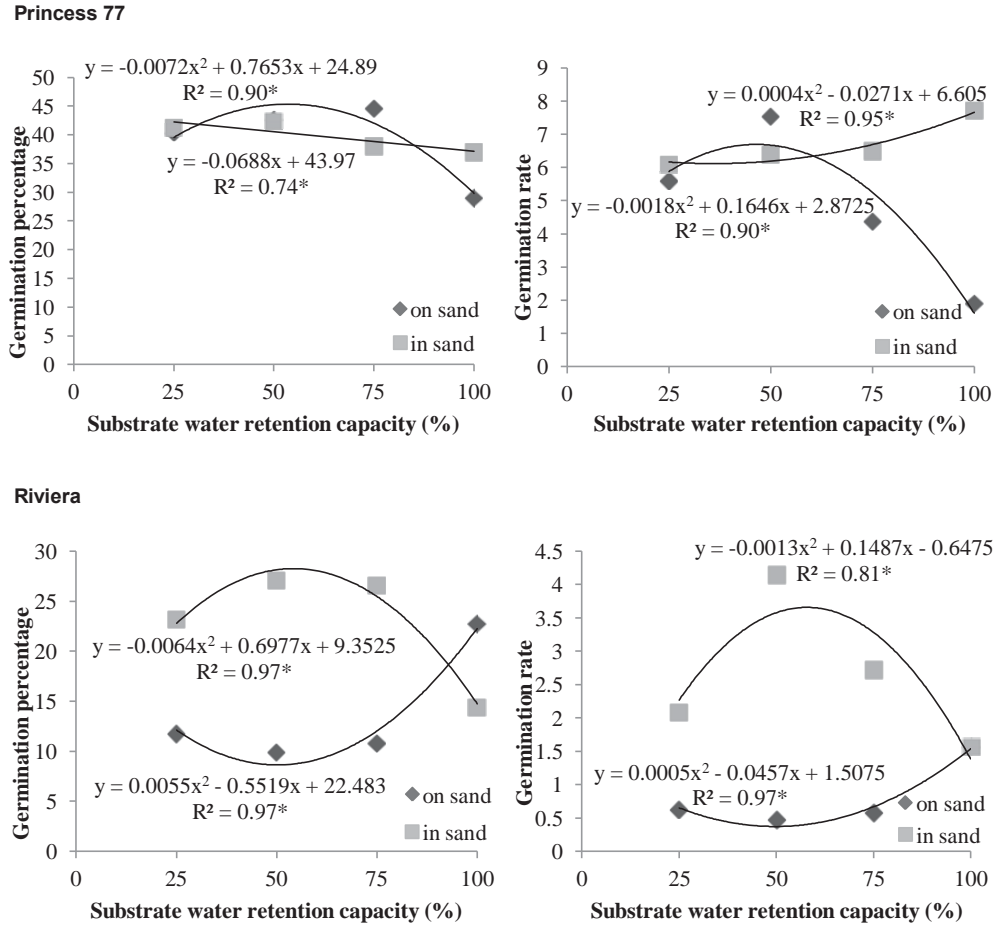 Princess 77
y = -0.0072x² + 0.7653x + 24.89
R² = 0.90*
y = -0.0688x + 43.97
R² = 0.74*
50
45
40
35
30
25
20
15
10
5
0
Germination percentage
on sand
in sand
0 25 50 75 100
Substrate water retention capacity (%)
y = 0.0004x² - 0.0271x + 6.605
R² = 0.95*
y = -0.0018x² + 0.1646x + 2.8725
R² = 0.90*
9
8
7
6
5
4
3
2
1
0
Germination rate
on sand
in sand
0 25 50 75 100
Substrate water retention capacity (%)
Riviera
30
25
20
15
10
5
0
Germination percentage
y = -0.0064x² + 0.6977x + 9.3525
R² = 0.97*
y = 0.0055x² - 0.5519x + 22.483
R² = 0.97*
on sand
in sand
0 25 50 75 100
Substrate water retention capacity (%)
y = -0.0013x² + 0.1487x - 0.6475
R² = 0.81*
4.5
4
3.5
3
2.5
2
1.5
1
0.5
0
Germination rate
y = 0.0005x² - 0.0457x + 1.5075
R² = 0.97*
on sand
in sand
0 25 50 75 100
Substrate water retention capacity (%)